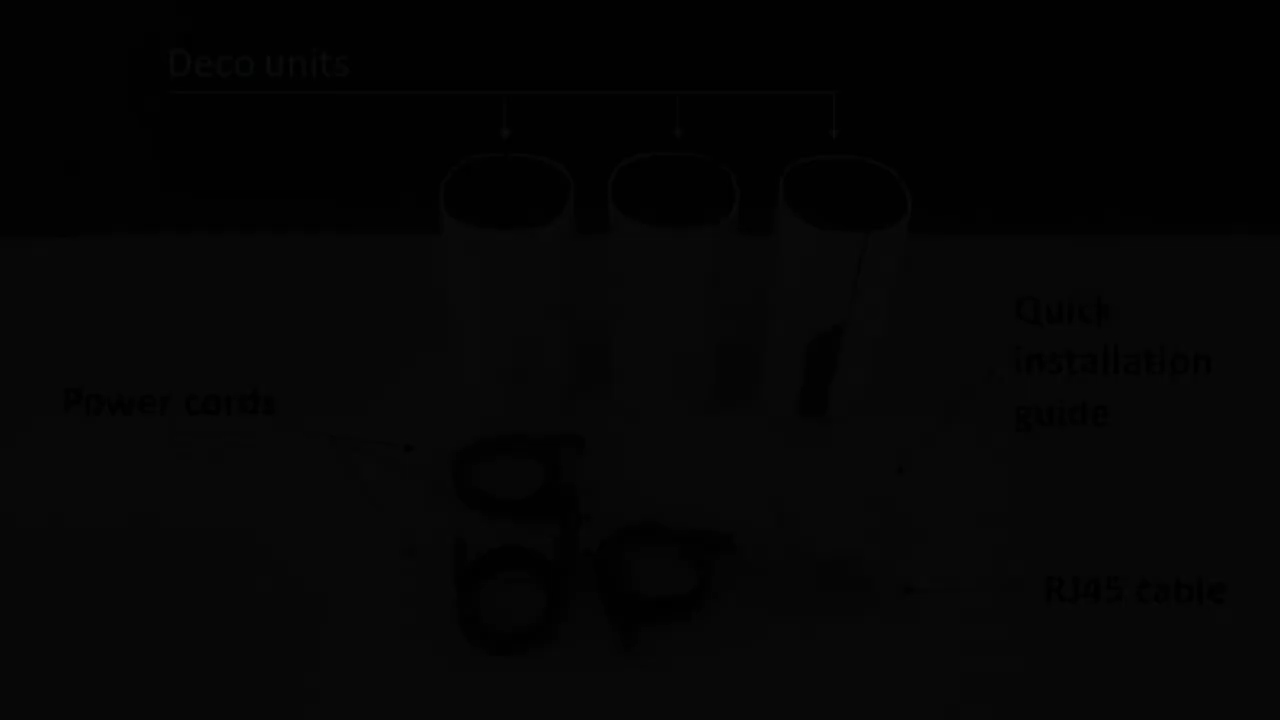 Deco units
Quick
installation
guide
Power cords
RJ45 cable